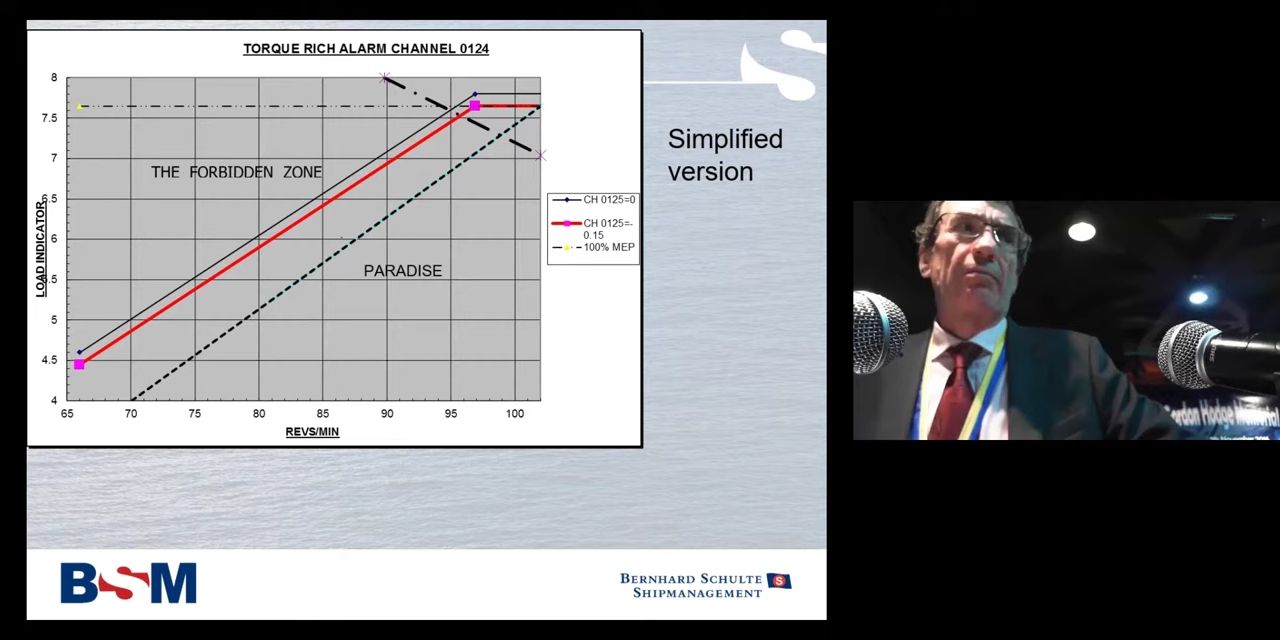 TORQUE RICH ALARM CHANNEL 0124
8
7.5
7
6.5
6
5.5
5
4.5
4
LOAD INDICATOR
THE FORBIDDEN ZONE
PARADISE
65 70 75 80 85 90 95 100
REVS/MIN
CH 0125=0
CH 0125=-
0.15
100% MEP
Simplified
version
BSM
BERNHARD SCHULTE
SHIPMANAGEMENT
S
Hodge Memorial